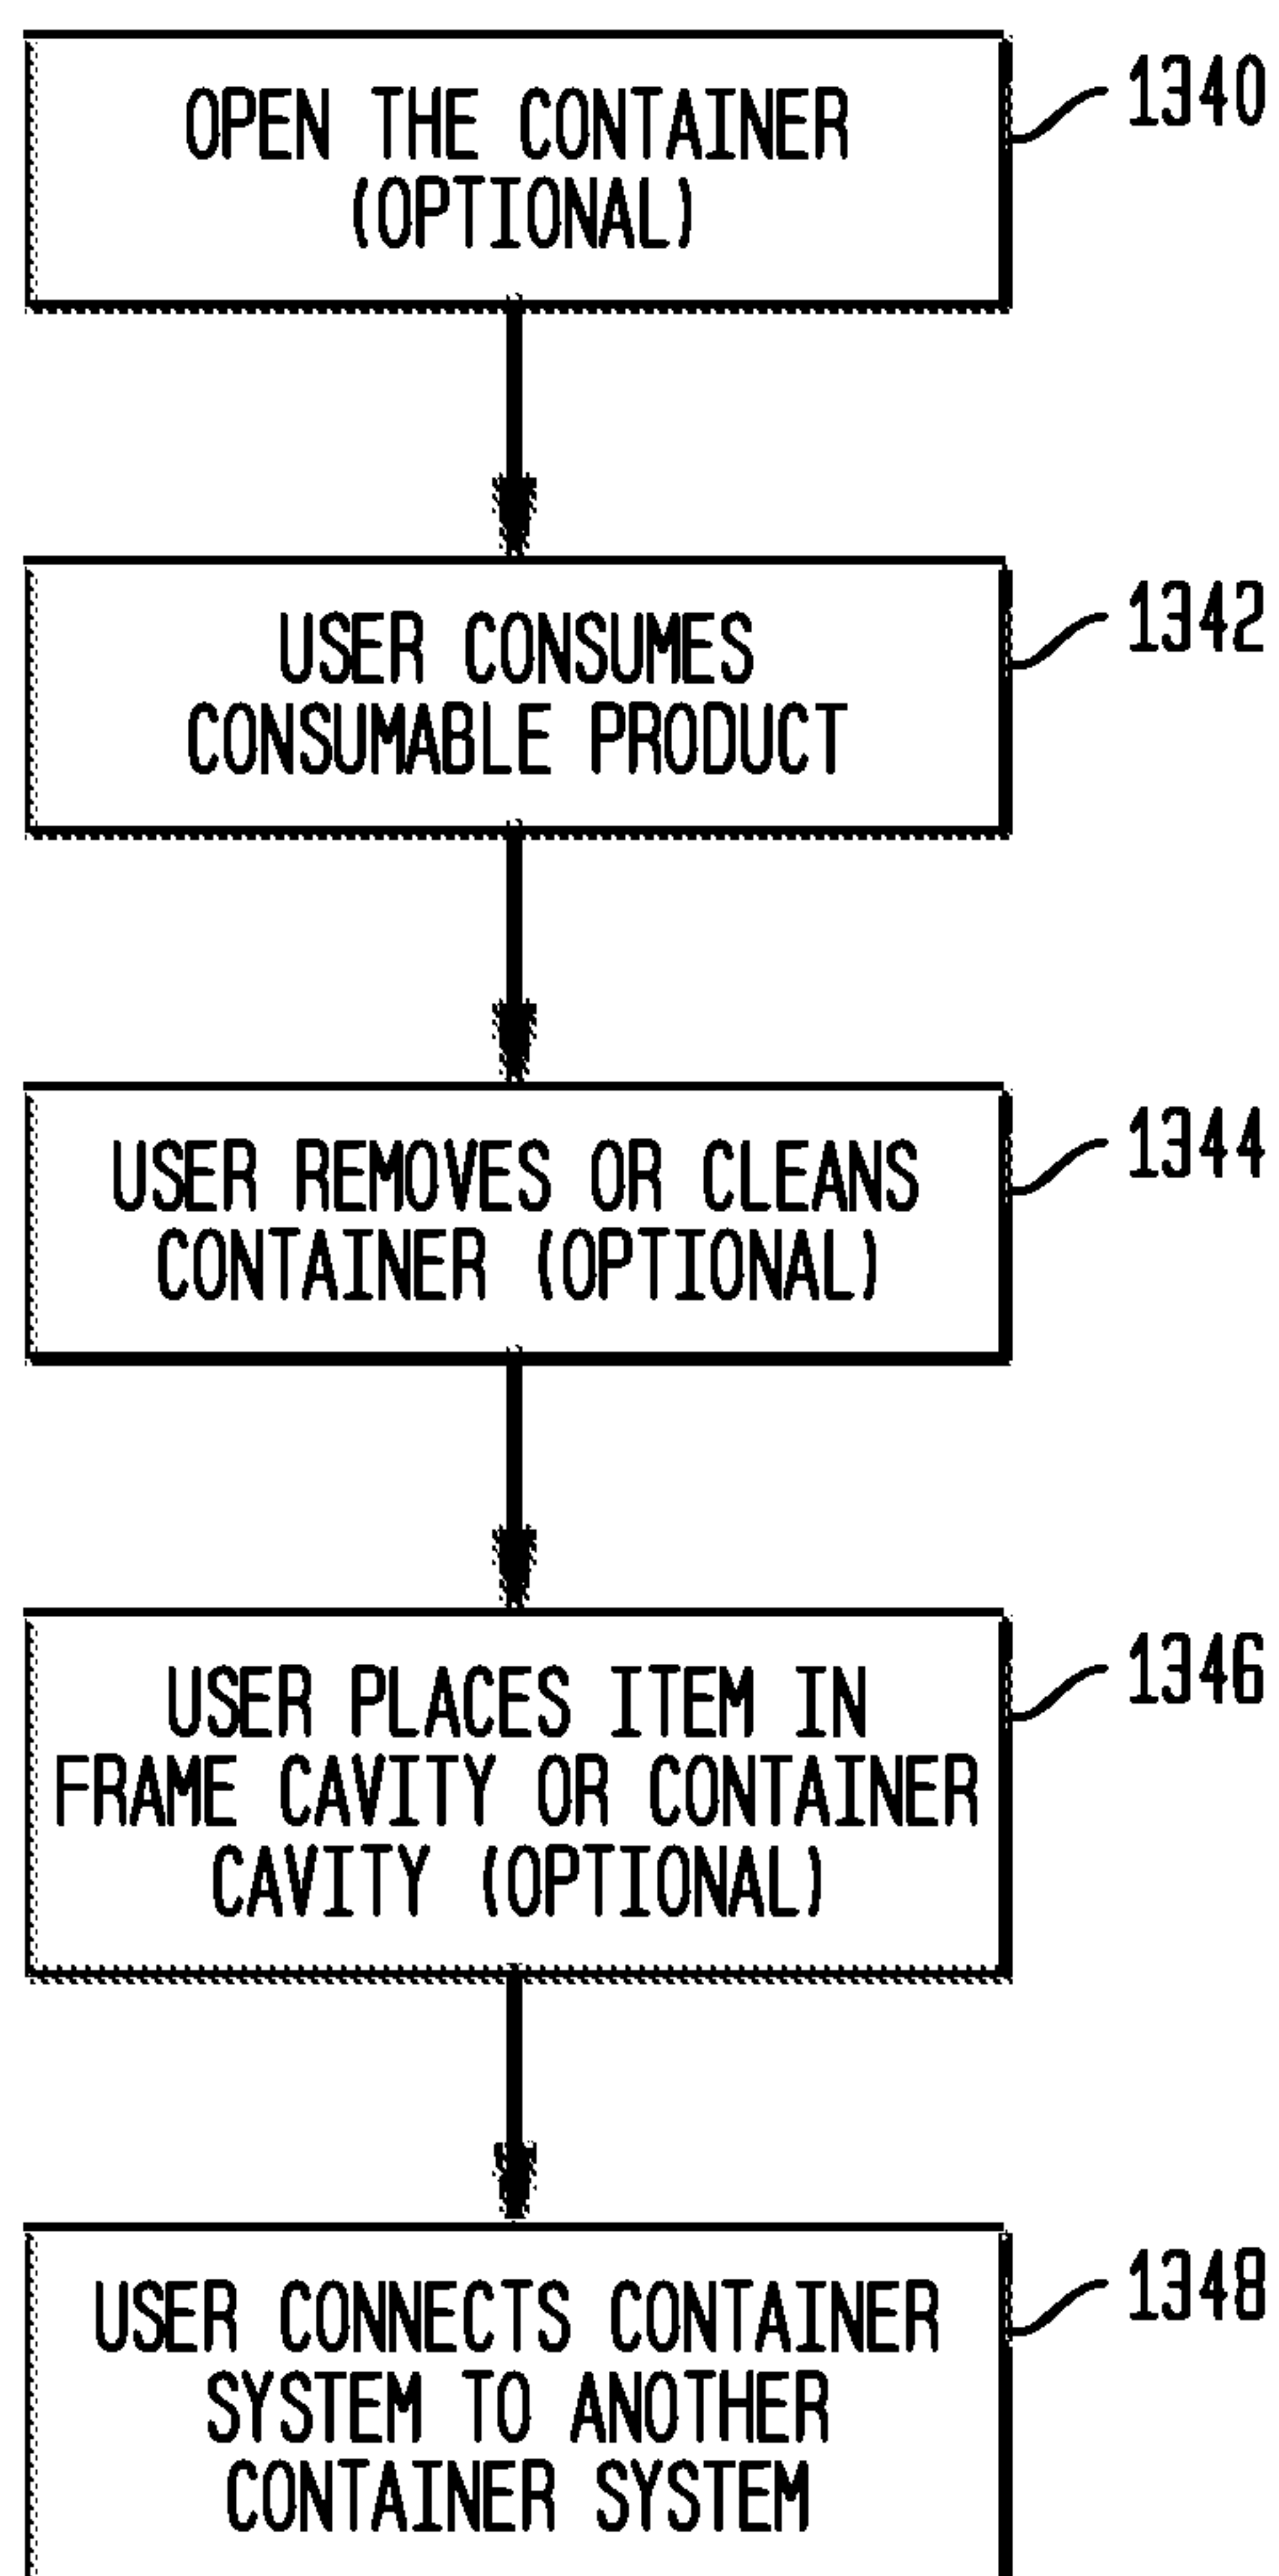 OPEN THE CONTAINER
(OPTIONAL)
1340
USER CONSUMES
CONSUMABLE PRODUCT
1342
USER REMOVES OR CLEANS
CONTAINER (OPTIONAL)
1344
USER PLACES ITEM IN
FRAME CAVITY OR CONTAINER
CAVITY (OPTIONAL)
1346
USER CONNECTS CONTAINER
SYSTEM TO ANOTHER
CONTAINER SYSTEM
1348